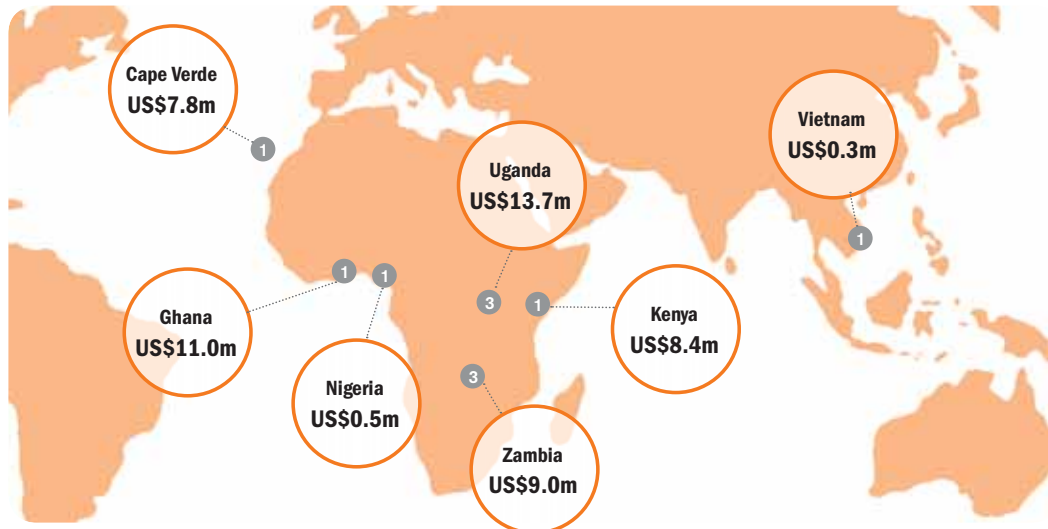 Cape Verde
US$7.8m
1
Vietnam
US$0.3m
1
Uganda
US$13.7m
3
Ghana
US$11.0m
1
Nigeria
US$0.5m
1
Kenya
US$8.4m
1
Zambia
US$9.0m
3